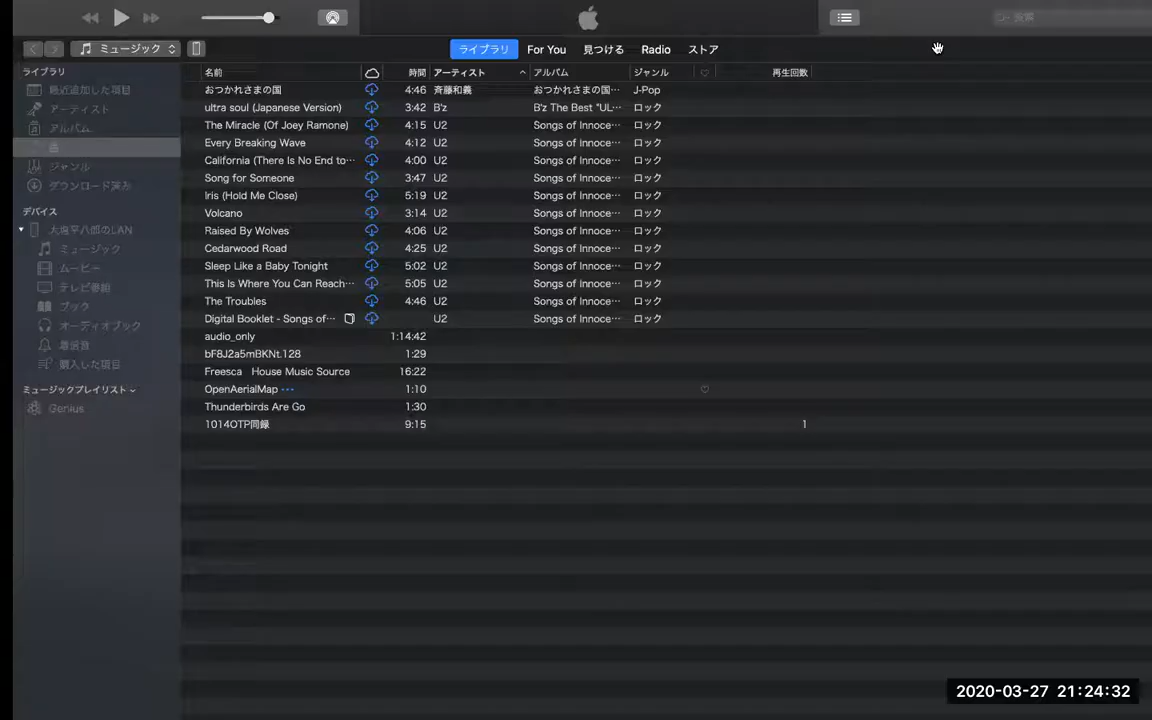 検索
ミュージック ライブラリ For You 見つける Radio ストア
ライブラリ
最近追加した項目
アーティスト
アルバム
曲
ジャンル
ダウンロード済み
デバイス
大塩平八郎のLAN
ミュージック
ムービー
テレビ番組
ブック
オーディオブック
着信音
購入した項目
ミュージックプレイリスト
Genius
名前 時間 アーティスト アルバム ジャンル 再生回数
おつかれさまの国 4:46 斉藤和義 おつかれさまの国… J-Pop
ultra soul (Japanese Version) 3:42 B'z B'z The Best "UL… ロック
The Miracle (Of Joey Ramone) 4:15 U2 Songs of Innoce… ロック
Every Breaking Wave 4:12 U2 Songs of Innoce… ロック
California (There Is No End to… 4:00 U2 Songs of Innoce… ロック
Song for Someone 3:47 U2 Songs of Innoce… ロック
Iris (Hold Me Close) 5:19 U2 Songs of Innoce… ロック
Volcano 3:14 U2 Songs of Innoce… ロック
Raised By Wolves 4:06 U2 Songs of Innoce… ロック
Cedarwood Road 4:25 U2 Songs of Innoce… ロック
Sleep Like a Baby Tonight 5:02 U2 Songs of Innoce… ロック
This Is Where You Can Reach… 5:05 U2 Songs of Innoce… ロック
The Troubles 4:46 U2 Songs of Innoce… ロック
Digital Booklet - Songs of… U2 Songs of Innoce… ロック
audio_only 1:14:42
bF8J2a5mBKNt.128 1:29
Freesca House Music Source 16:22
OpenAerialMap … 1:10
Thunderbirds Are Go 1:30
1014OTP同録 9:15 1
2020-03-27 21:24:32